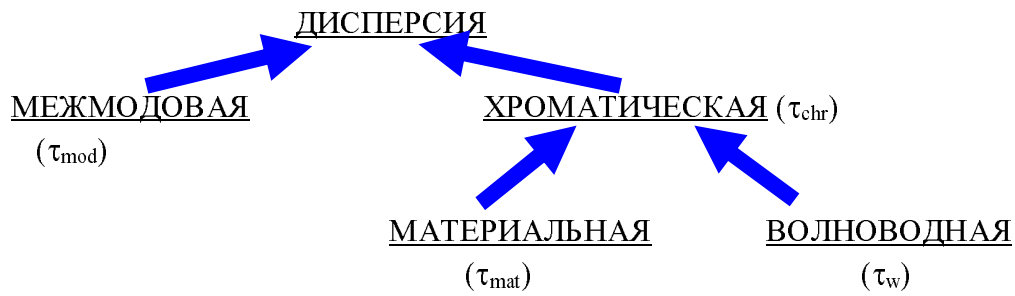 ДИСПЕРСИЯ
МЕЖМОДОВАЯ
(τmod)
ХРОМАТИЧЕСКАЯ (τchr)
МАТЕРИАЛЬНАЯ
(τmat)
ВОЛНОВОДНАЯ
(τw)